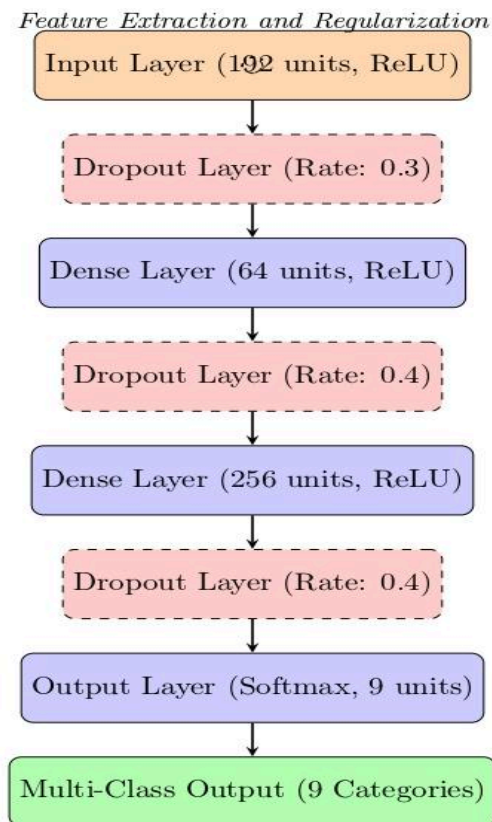 Feature Extraction and Regularization
Input Layer (192 units, ReLU)
Dropout Layer (Rate: 0.3)
Dense Layer (64 units, ReLU)
Dropout Layer (Rate: 0.4)
Dense Layer (256 units, ReLU)
Dropout Layer (Rate: 0.4)
Output Layer (Softmax, 9 units)
Multi-Class Output (9 Categories)